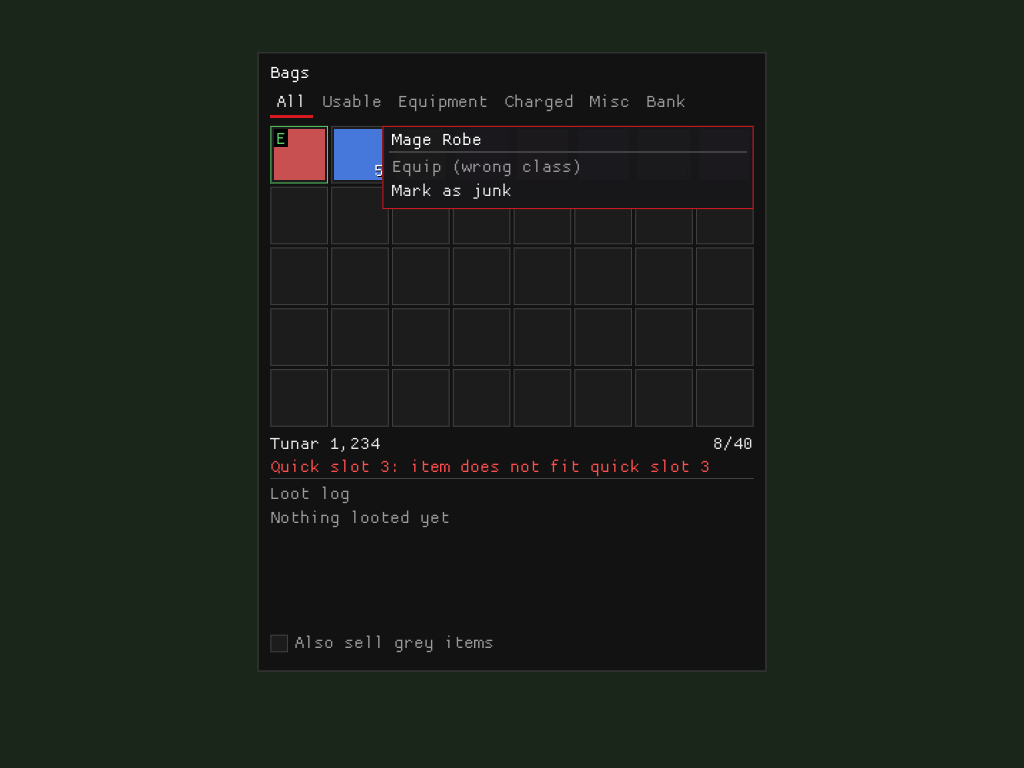 Bags
All Usable Equipment Charged Misc Bank
E
5
Mage Robe
Equip (wrong class)
Mark as junk
Tunar 1,234 8/40
Quick slot 3: item does not fit quick slot 3
Loot log
Nothing looted yet
Also sell grey items